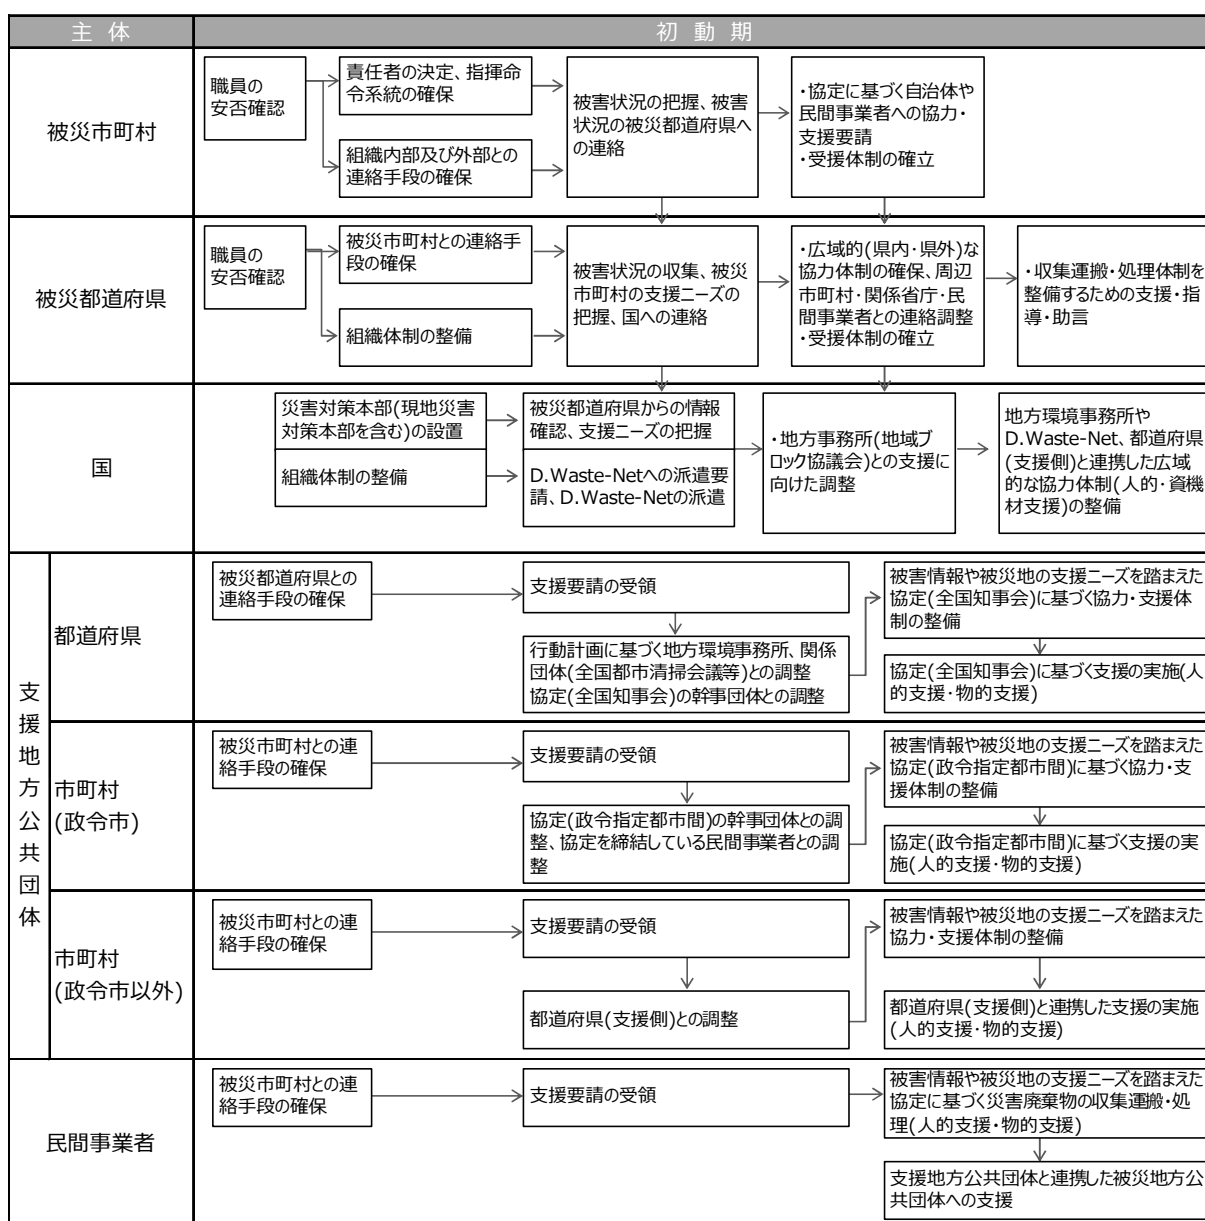 主 体
初 動 期
被災市町村
職員の
安否確認
責任者の決定、指揮命
令系統の確保
組織内部及び外部との
連絡手段の確保
被害状況の把握、被害
状況の被災都道府県へ
の連絡
・協定に基づく自治体や
民間事業者への協力・
支援要請
・受援体制の確立
被災都道府県
職員の
安否確認
被災市町村との連絡手
段の確保
組織体制の整備
被害状況の収集、被災
市町村の支援ニーズの
把握、国への連絡
・広域的(県内・県外)な
協力体制の確保、周辺
市町村・関係省庁・民
間事業者との連絡調整
・受援体制の確立
・収集運搬・処理体制を
整備するための支援・指
導・助言
国
災害対策本部(現地災害
対策本部を含む)の設置
組織体制の整備
被災都道府県からの情報
確認、支援ニーズの把握
D.Waste-Netへの派遣要
請、D.Waste-Netの派遣
・地方事務所(地域ブ
ロック協議会)との支援に
向けた調整
地方環境事務所や
D.Waste-Net、都道府県
(支援側)と連携した広域
的な協力体制(人的・資機
材支援)の整備
支援地方公共団体
都道府県
被災都道府県との
連絡手段の確保
支援要請の受領
行動計画に基づく地方環境事務所、関係
団体(全国都市清掃会議等)との調整
協定(全国知事会)の幹事団体との調整
被害情報や被災地の支援ニーズを踏まえた
協定(全国知事会)に基づく協力・支援体
制の整備
協定(全国知事会)に基づく支援の実施(人
的支援・物的支援)
市町村
(政令市)
被災市町村との連
絡手段の確保
支援要請の受領
協定(政令指定都市間)の幹事団体との調
整、協定を締結している民間事業者との調
整
被害情報や被災地の支援ニーズを踏まえた
協定(政令指定都市間)に基づく協力・支
援体制の整備
協定(政令指定都市間)に基づく支援の実
施(人的支援・物的支援)
市町村
(政令市以外)
被災市町村との連
絡手段の確保
支援要請の受領
都道府県(支援側)との調整
被害情報や被災地の支援ニーズを踏まえた
協力・支援体制の整備
都道府県(支援側)と連携した支援の実施
(人的支援・物的支援)
民間事業者
被災市町村との連
絡手段の確保
支援要請の受領
被害情報や被災地の支援ニーズを踏まえた
協定に基づく災害廃棄物の収集運搬・処
理(人的支援・物的支援)
支援地方公共団体と連携した被災地方公
共団体への支援